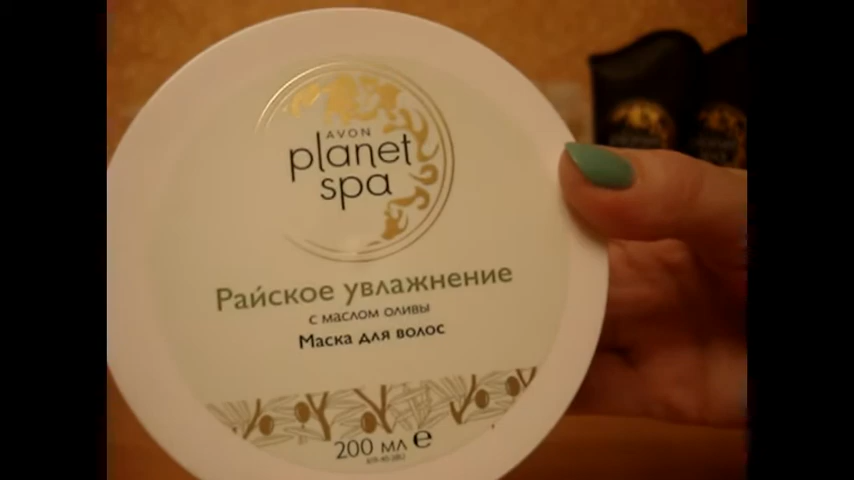 AVON
planet
spa
Райское увлажнение
с маслом оливы
Маска для волос
200 мл e